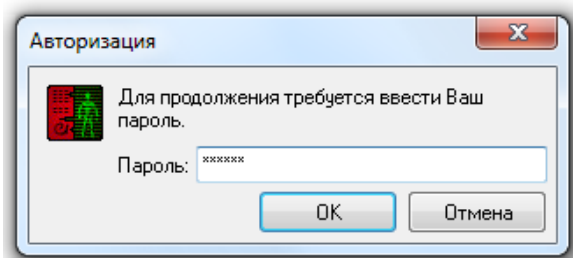 Авторизация
Для продолжения требуется ввести Ваш
пароль.
Пароль: ******
OK Отмена